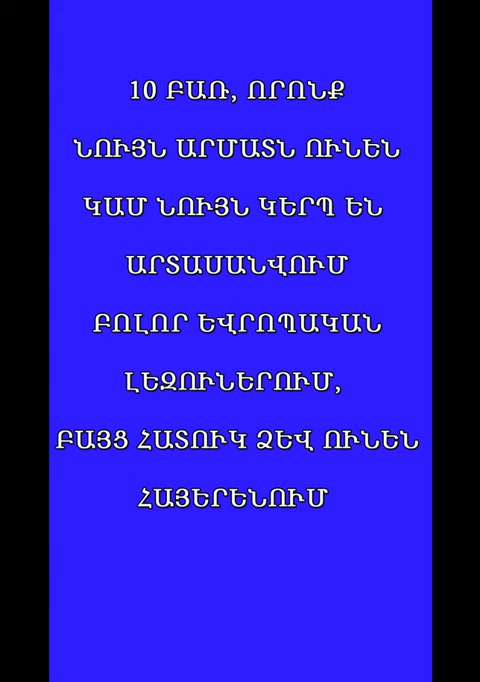 10 ԲԱՌ, ՈՐՈՆՔ
ՆՈՒՅՆ ԱՐՄԱՏՆ ՈՒՆԵՆ
ԿԱՄ ՆՈՒՅՆ ԿԵՐՊ ԵՆ
ԱՐՏԱՍԱՆՎՈՒՄ
ԲՈԼՈՐ ԵՎՐՈՊԱԿԱՆ
ԼԵԶՈՒՆԵՐՈՒՄ,
ԲԱՅՑ ՀԱՏՈՒԿ ՁԵՎ ՈՒՆԵՆ
ՀԱՅԵՐԵՆՈՒՄ